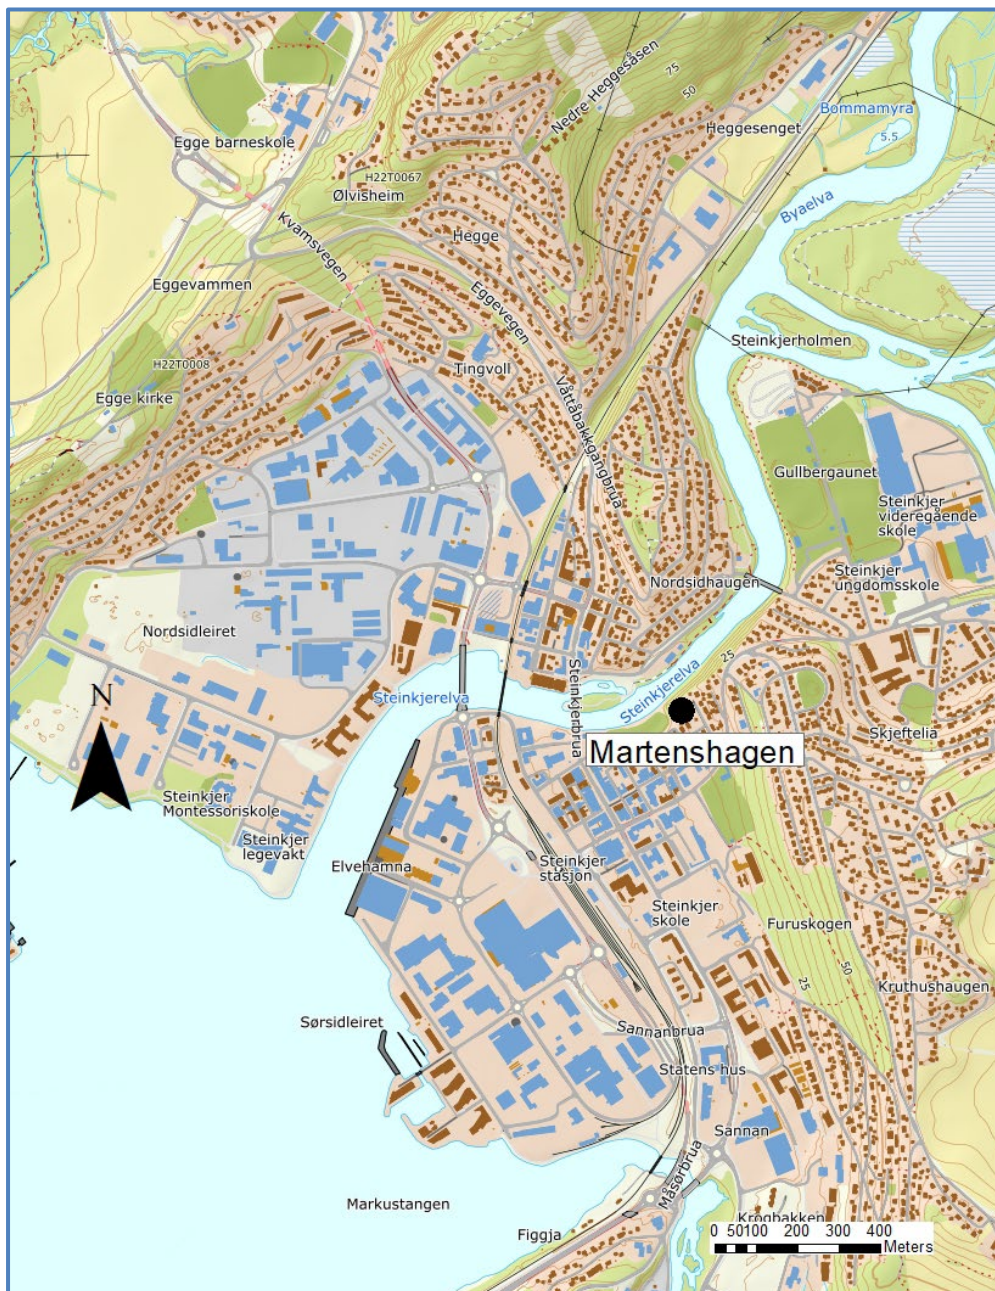 Nedre Heggesåsen
75
50
Bommamyra
5.5
Heggesenget
Egge barneskole
H22T0067
Ølvisheim
Byaelva
Kvamsvegen
Hegge
Eggevammen
Eggevegen
Steinkjerholmen
H22T0008
Tingvoll
Egge kirke
Våttåbakkgangbrua
Gullbergaunet
Steinkjer
videregående
skole
Steinkjer
ungdomsskole
Nordsidhaugen
Nordsidleiret
25
Steinkjerbrua
Steinkjerelva
Steinkjerelva
N
Skjeftelia
Martenshagen
Steinkjer
Montessoriskole
Steinkjer
legevakt
Elvehamna
Steinkjer
stasjon
Steinkjer
skole
Furuskogen
50
25
Kruthushaugen
Sørsidleiret
Sannanbrua
Statens hus
Sannan
Måsørbrua
Markustangen
Krogbakken
Figgja
0 50100 200 300 400
Meters